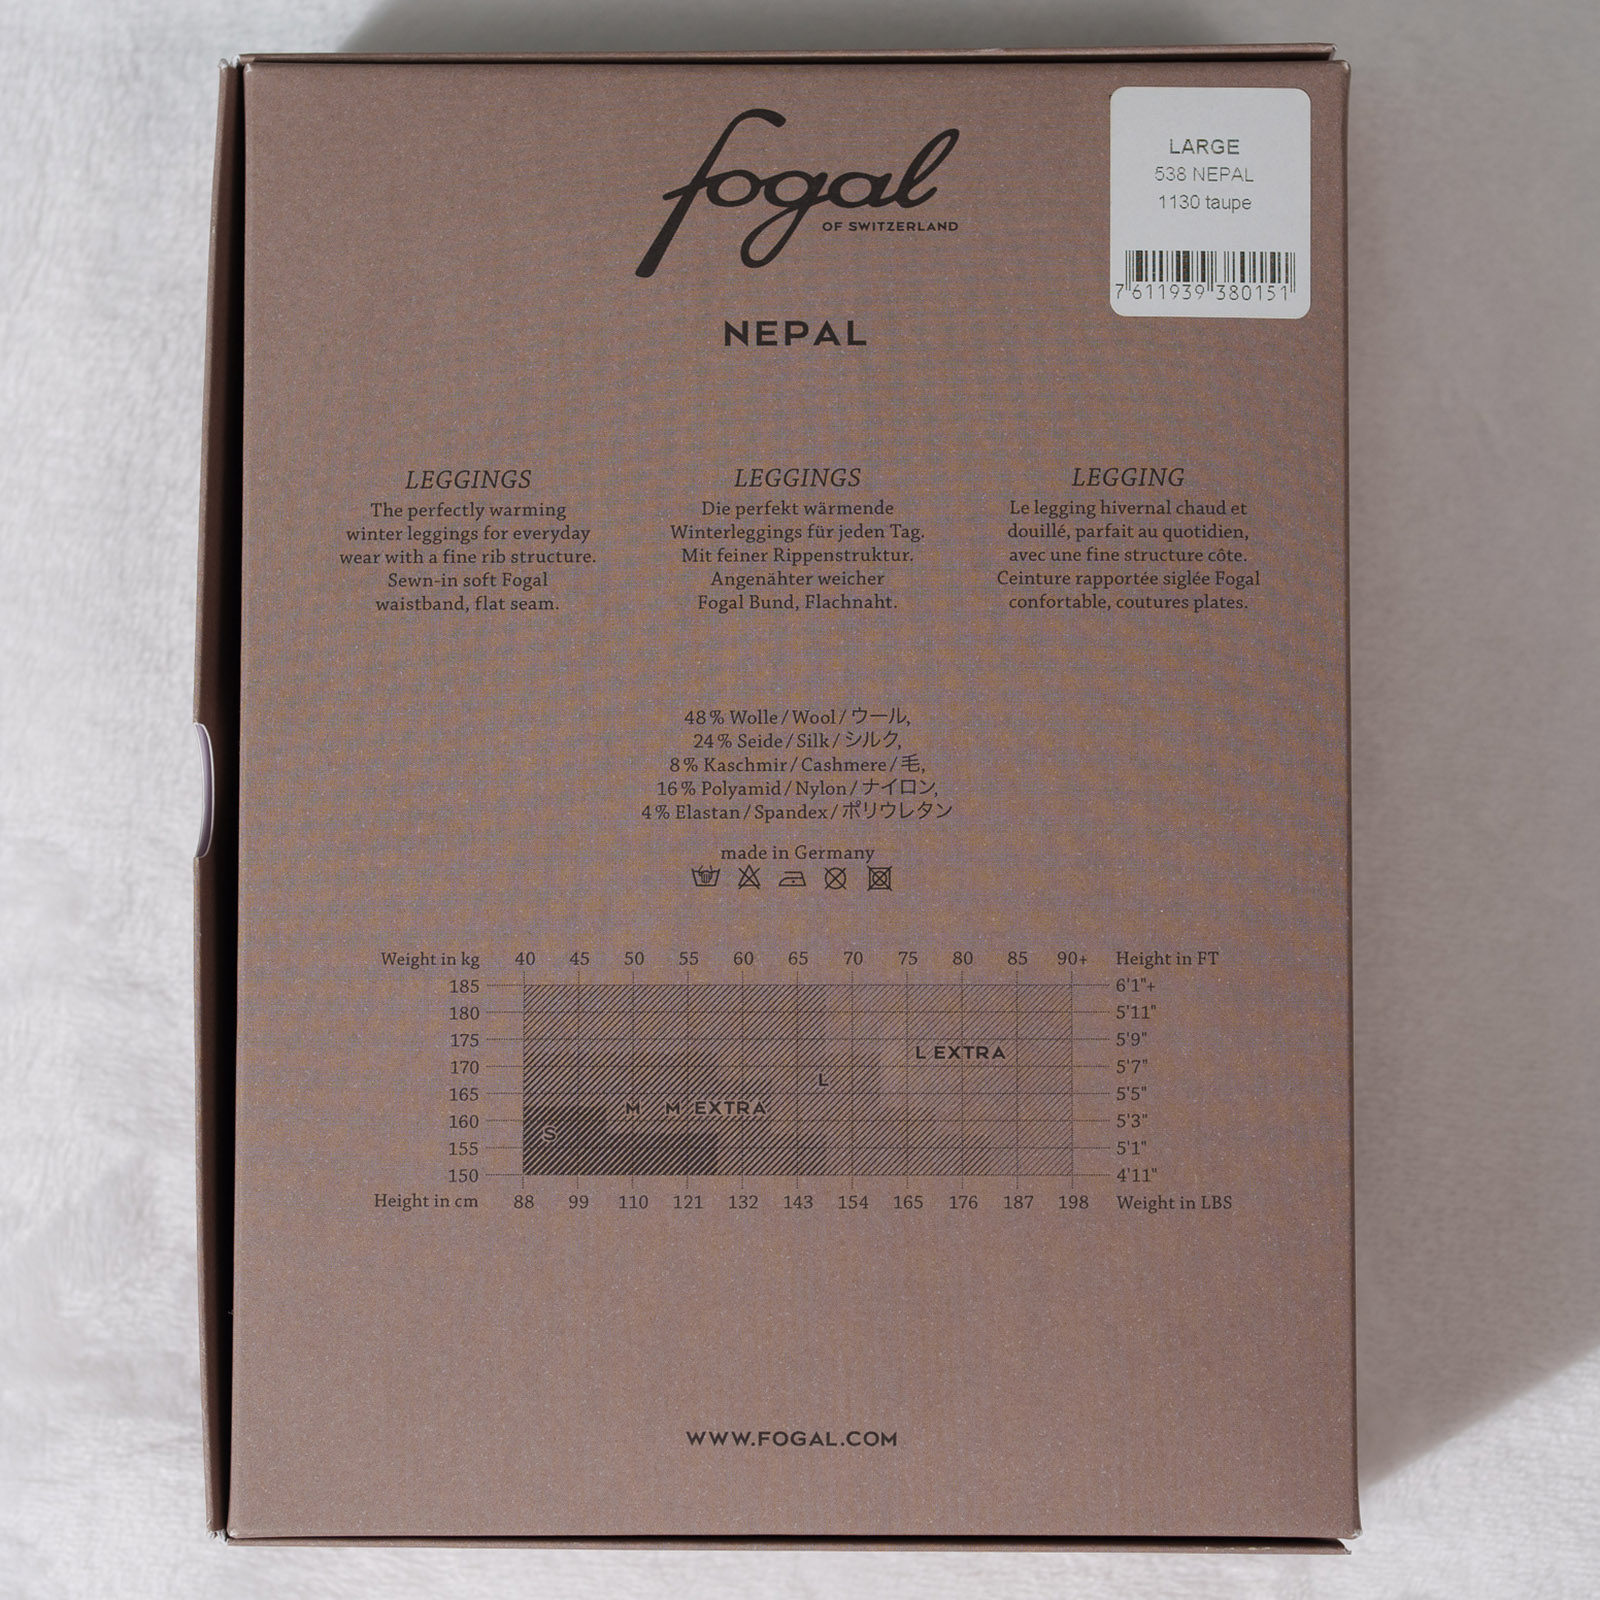 fogal
OF SWITZERLAND
LARGE
538 NEPAL
1130 taupe
7 611939 380151
NEPAL
LEGGINGS
The perfectly warming
winter leggings for everyday
wear with a fine rib structure.
Sewn-in soft Fogal
waistband, flat seam.
LEGGINGS
Die perfekt wärmende
Winterleggings für jeden Tag.
Mit feiner Rippenstruktur.
Angenähter weicher
Fogal Bund, Flachnaht.
LEGGING
Le legging hivernal chaud et
douillé, parfait au quotidien,
avec une fine structure côte.
Ceinture rapportée siglée Fogal
confortable, coutures plates.
48% Wolle/Wool/ウール,
24% Seide/Silk/シルク,
8% Kaschmir/Cashmere/毛,
16% Polyamid/Nylon/ナイロン,
4% Elastan/Spandex/ポリウレタン
made in Germany
Weight in kg 40 45 50 55 60 65 70 75 80 85 90+ Height in FT
185 6'1"+
180 5'11"
175 5'9"
L EXTRA
170 5'7"
L
165 5'5"
M M EXTRA
160 5'3"
S
155 5'1"
150 4'11"
Height in cm 88 99 110 121 132 143 154 165 176 187 198 Weight in LBS
WWW.FOGAL.COM